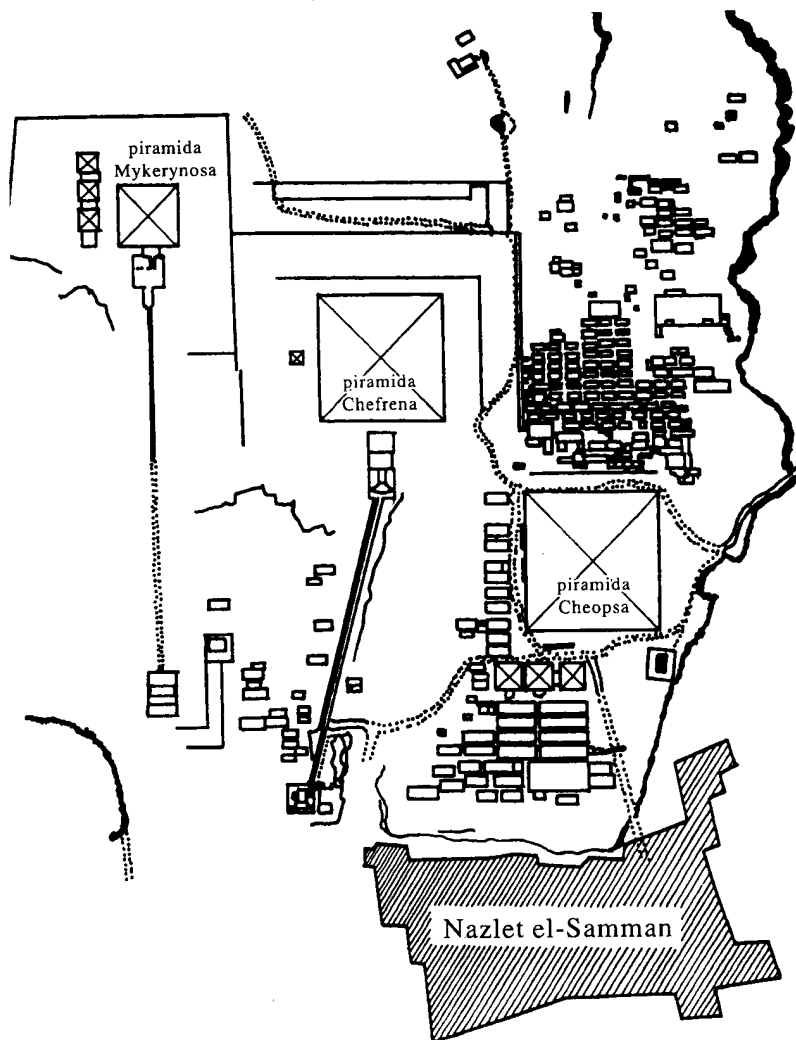 piramida
Mykerynosa
piramida
Chefrena
piramida
Cheopsa
Nazlet el-Samman